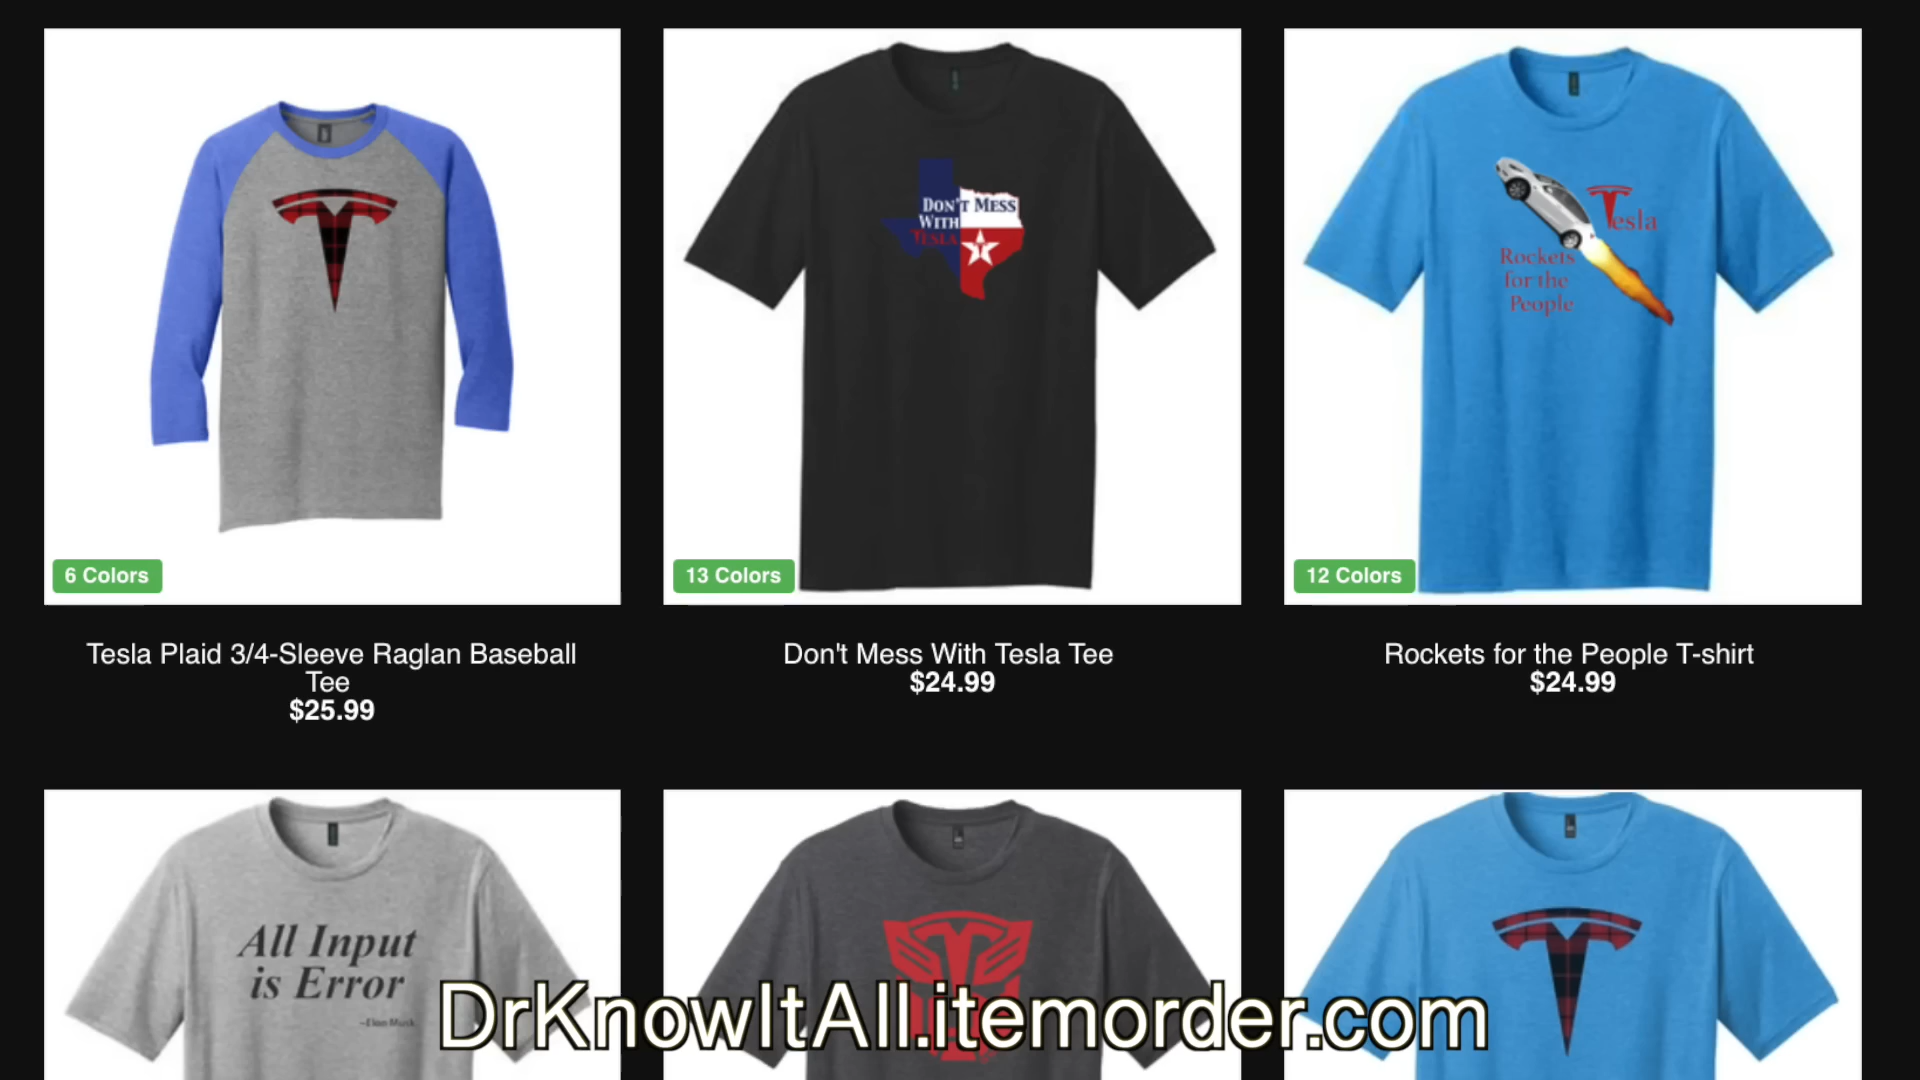 DON'T MESS
WITH
TESLA
Tesla
Rockets
for the
People
6 Colors
13 Colors
12 Colors
Tesla Plaid 3/4-Sleeve Raglan Baseball
Tee
$25.99
Don't Mess With Tesla Tee
$24.99
Rockets for the People T-shirt
$24.99
All Input
is Error
~Elon Musk
DrKnowItAll.itemorder.com